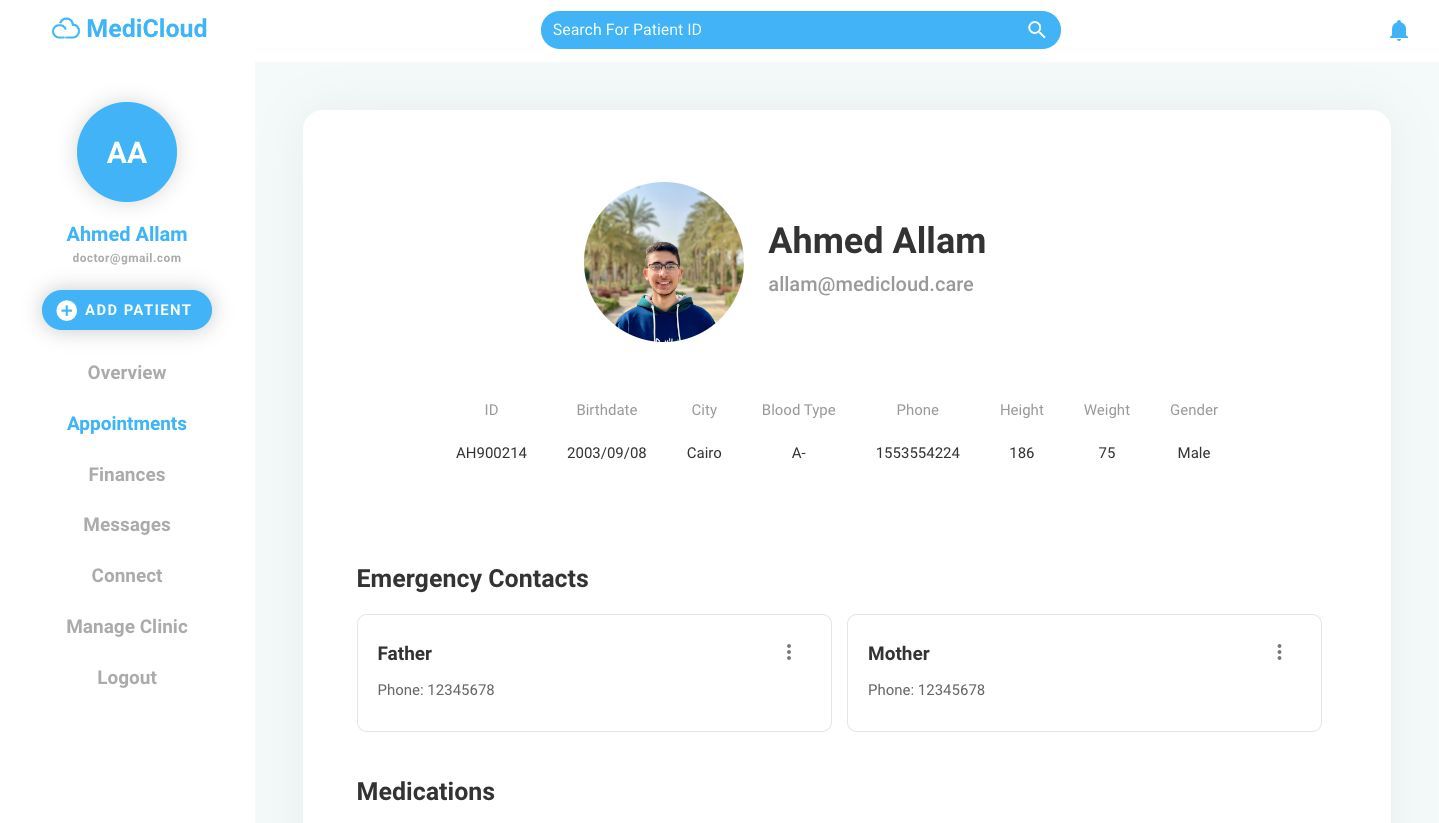 MediCloud
Search For Patient ID
AA
Ahmed Allam
doctor@gmail.com
ADD PATIENT
Overview
Appointments
Finances
Messages
Connect
Manage Clinic
Logout
Ahmed Allam
allam@medicloud.care
ID Birthdate City Blood Type Phone Height Weight Gender
AH900214 2003/09/08 Cairo A- 1553554224 186 75 Male
Emergency Contacts
Father
Phone: 12345678
Mother
Phone: 12345678
Medications